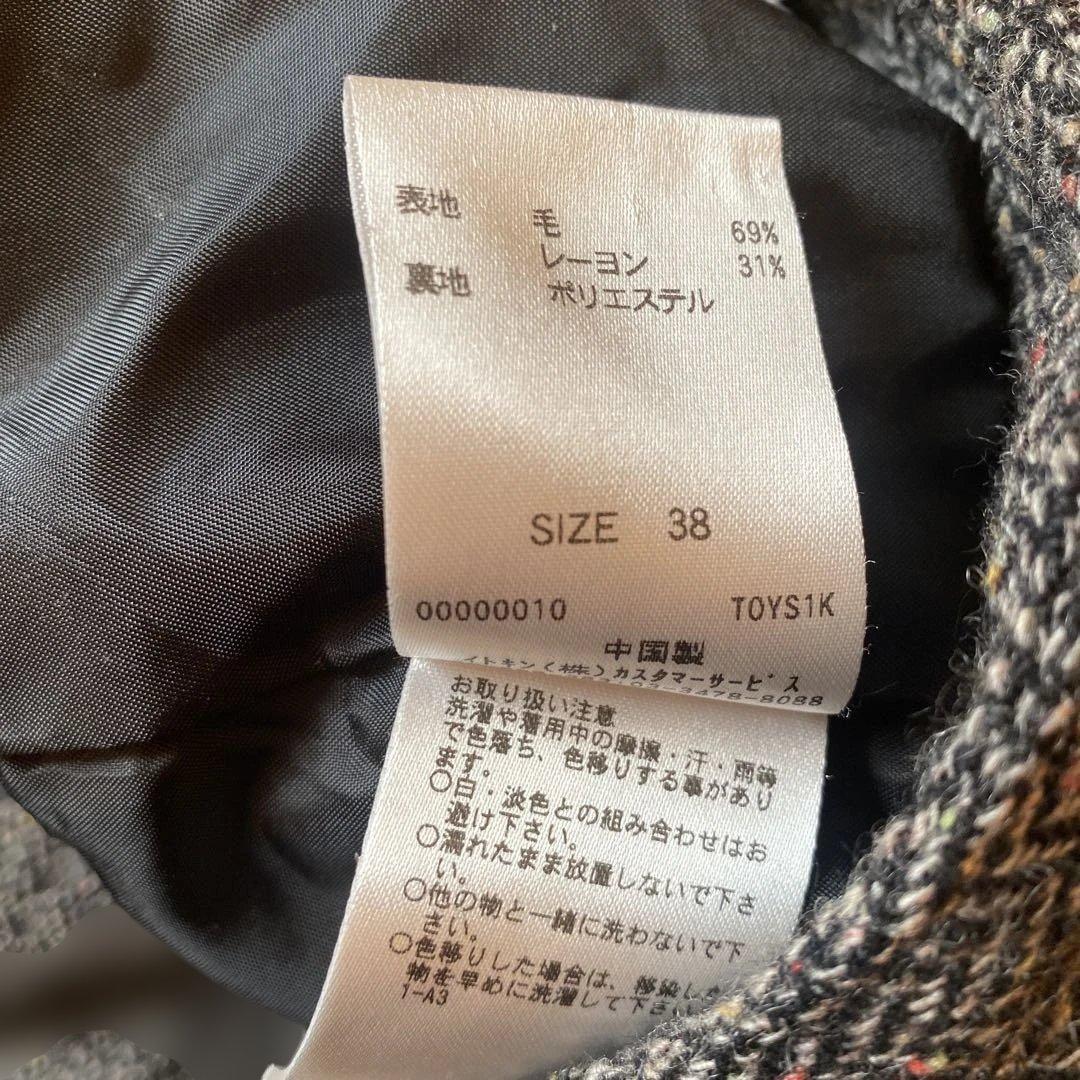 表地 毛 69%
レーヨン 31%
裏地 ポリエステル
SIZE 38
00000010 TOYS1K
中国製
イトキン(株)カスタマーサービス
3478-8088
お取り扱い注意
洗濯や着用中の摩擦・汗・雨等
で色落ち、色移りする事があり
ます。
○白・淡色との組み合わせはお
避け下さい。
○濡れたまま放置しないで下さ
い。
○他の物と一緒に洗わないで下
さい。
○色移りした場合は、移染した
物を早めに洗濯して下さい
1-A3